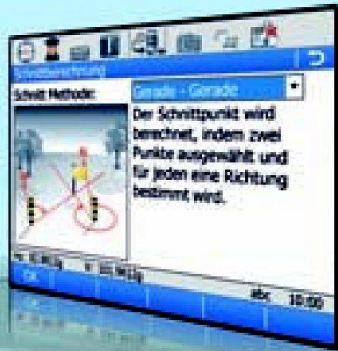 Schnittberechnung
Schnitt Methode:
Gerade - Gerade
Der Schnittpunkt wird
berechnet, indem zwei
Punkte ausgewählt und
für jeden eine Richtung
bestimmt wird.
abc 10:00
OK